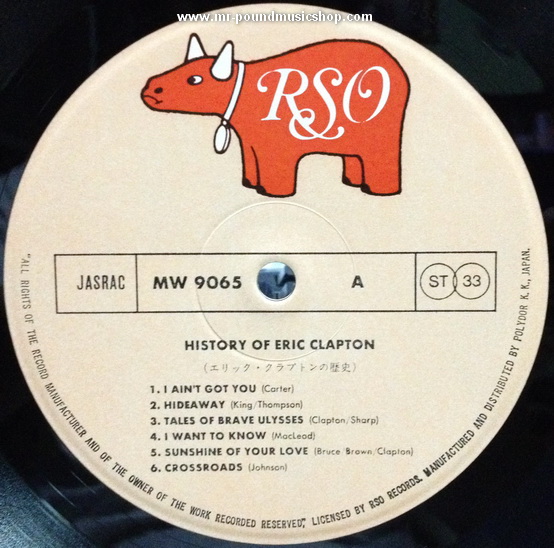 www.mr-poundmusicshop.com
RSO
JASRAC MW 9065 A ST 33
HISTORY OF ERIC CLAPTON
(エリック・クラプトンの歴史)
1. I AIN'T GOT YOU (Carter)
2. HIDEAWAY (King/Thompson)
3. TALES OF BRAVE ULYSSES (Clapton/Sharp)
4. I WANT TO KNOW (MacLeod)
5. SUNSHINE OF YOUR LOVE (Bruce Brown/Clapton)
6. CROSSROADS (Johnson)
"ALL RIGHTS OF THE RECORD MANUFACTURER AND OF THE OWNER OF THE WORK RECORDED RESERVED", LICENSED BY RSO RECORDS. MANUFACTURED AND DISTRIBUTED BY POLYDOR K. K., JAPAN.